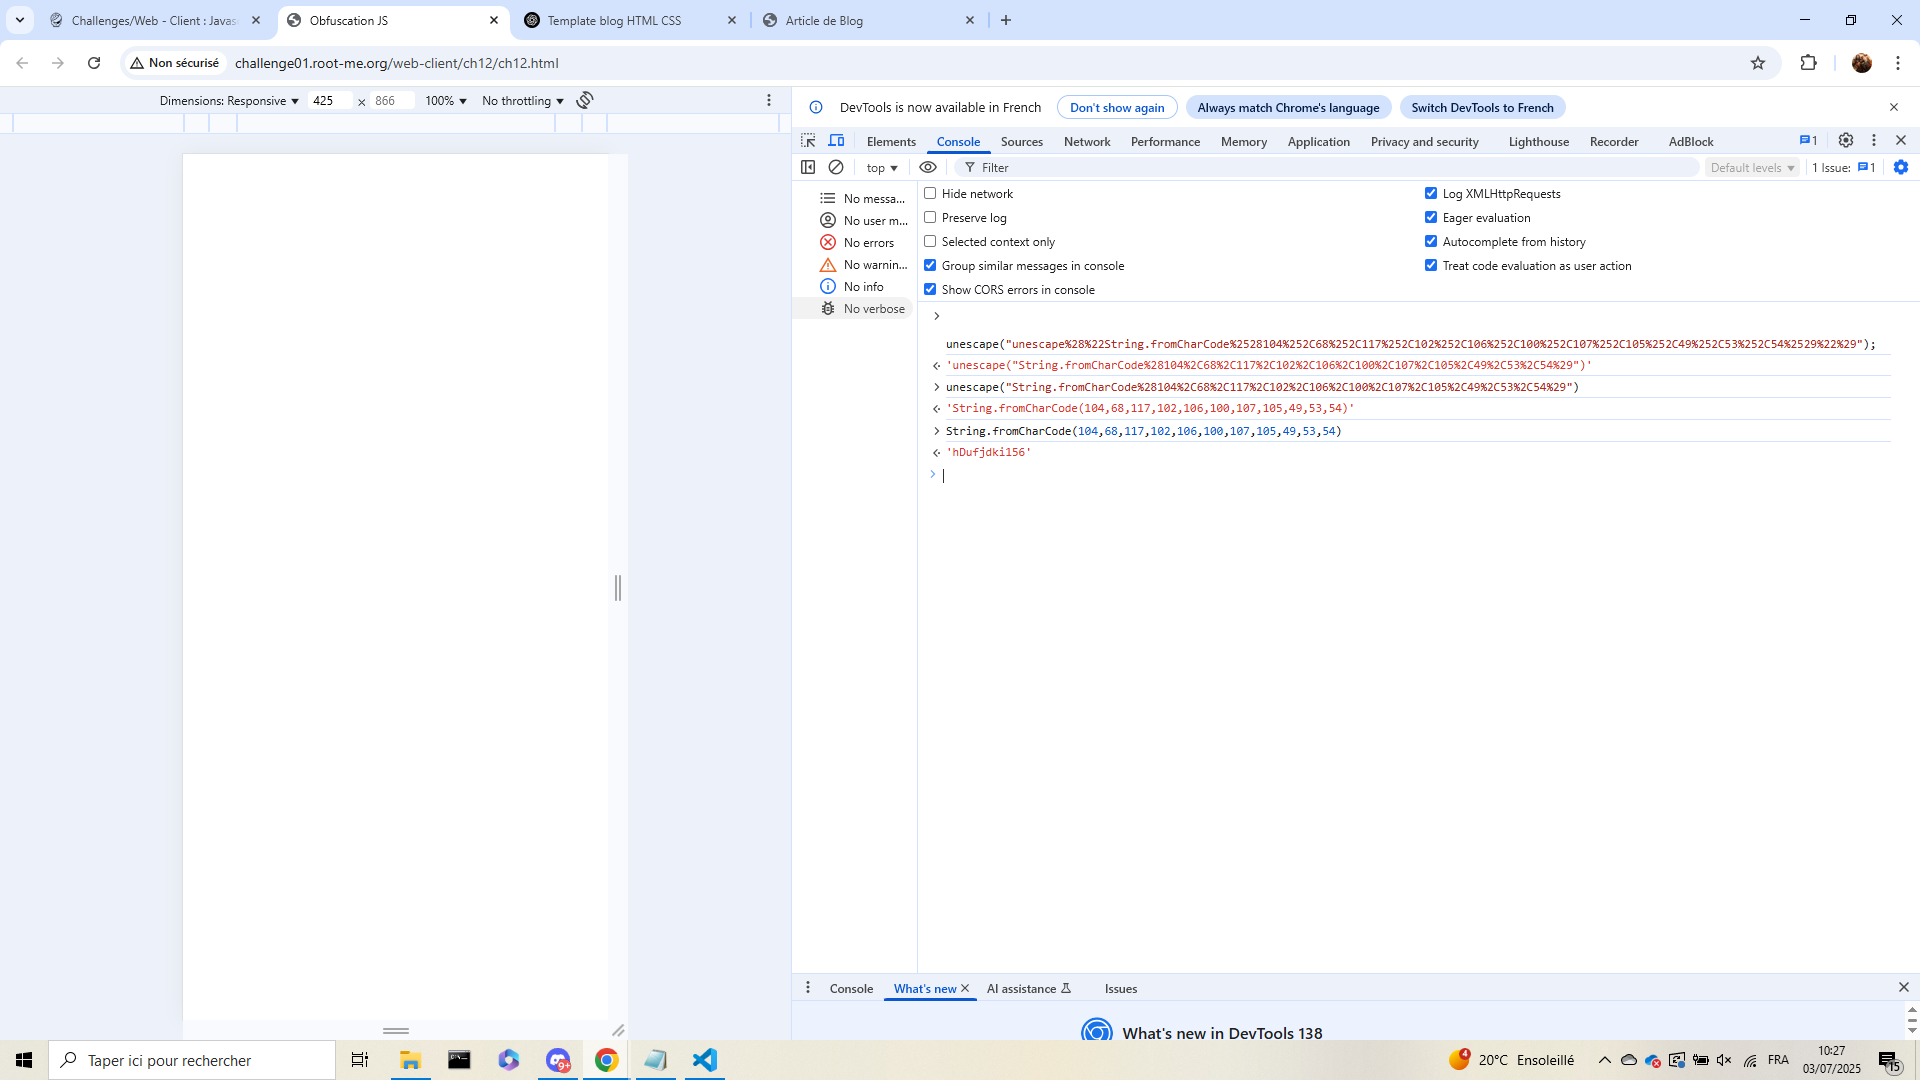 Challenges/Web - Client : Javas
Obfuscation JS
Template blog HTML CSS
Article de Blog
Non sécurisé
challenge01.root-me.org/web-client/ch12/ch12.html
Dimensions: Responsive
425
×
866
100%
No throttling
DevTools is now available in French
Don't show again
Always match Chrome's language
Switch DevTools to French
Elements
Console
Sources
Network
Performance
Memory
Application
Privacy and security
Lighthouse
Recorder
AdBlock
1
top
Filter
Default levels
1 Issue:
1
No messa...
No user m...
No errors
No warnin...
No info
No verbose
Hide network
Preserve log
Selected context only
Group similar messages in console
Show CORS errors in console
Log XMLHttpRequests
Eager evaluation
Autocomplete from history
Treat code evaluation as user action
unescape("unescape%28%22String.fromCharCode%2528104%252C68%252C117%252C102%252C106%252C100%252C107%252C105%252C49%252C53%252C54%2529%22%29");
'unescape("String.fromCharCode%28104%2C68%2C117%2C102%2C106%2C100%2C107%2C105%2C49%2C53%2C54%29")'
unescape("String.fromCharCode%28104%2C68%2C117%2C102%2C106%2C100%2C107%2C105%2C49%2C53%2C54%29")
'String.fromCharCode(104,68,117,102,106,100,107,105,49,53,54)'
String.fromCharCode(104,68,117,102,106,100,107,105,49,53,54)
'hDufjdki156'
Console
What's new
AI assistance
Issues
What's new in DevTools 138
Taper ici pour rechercher
9+
4
20°C Ensoleillé
FRA
10:27
03/07/2025
15